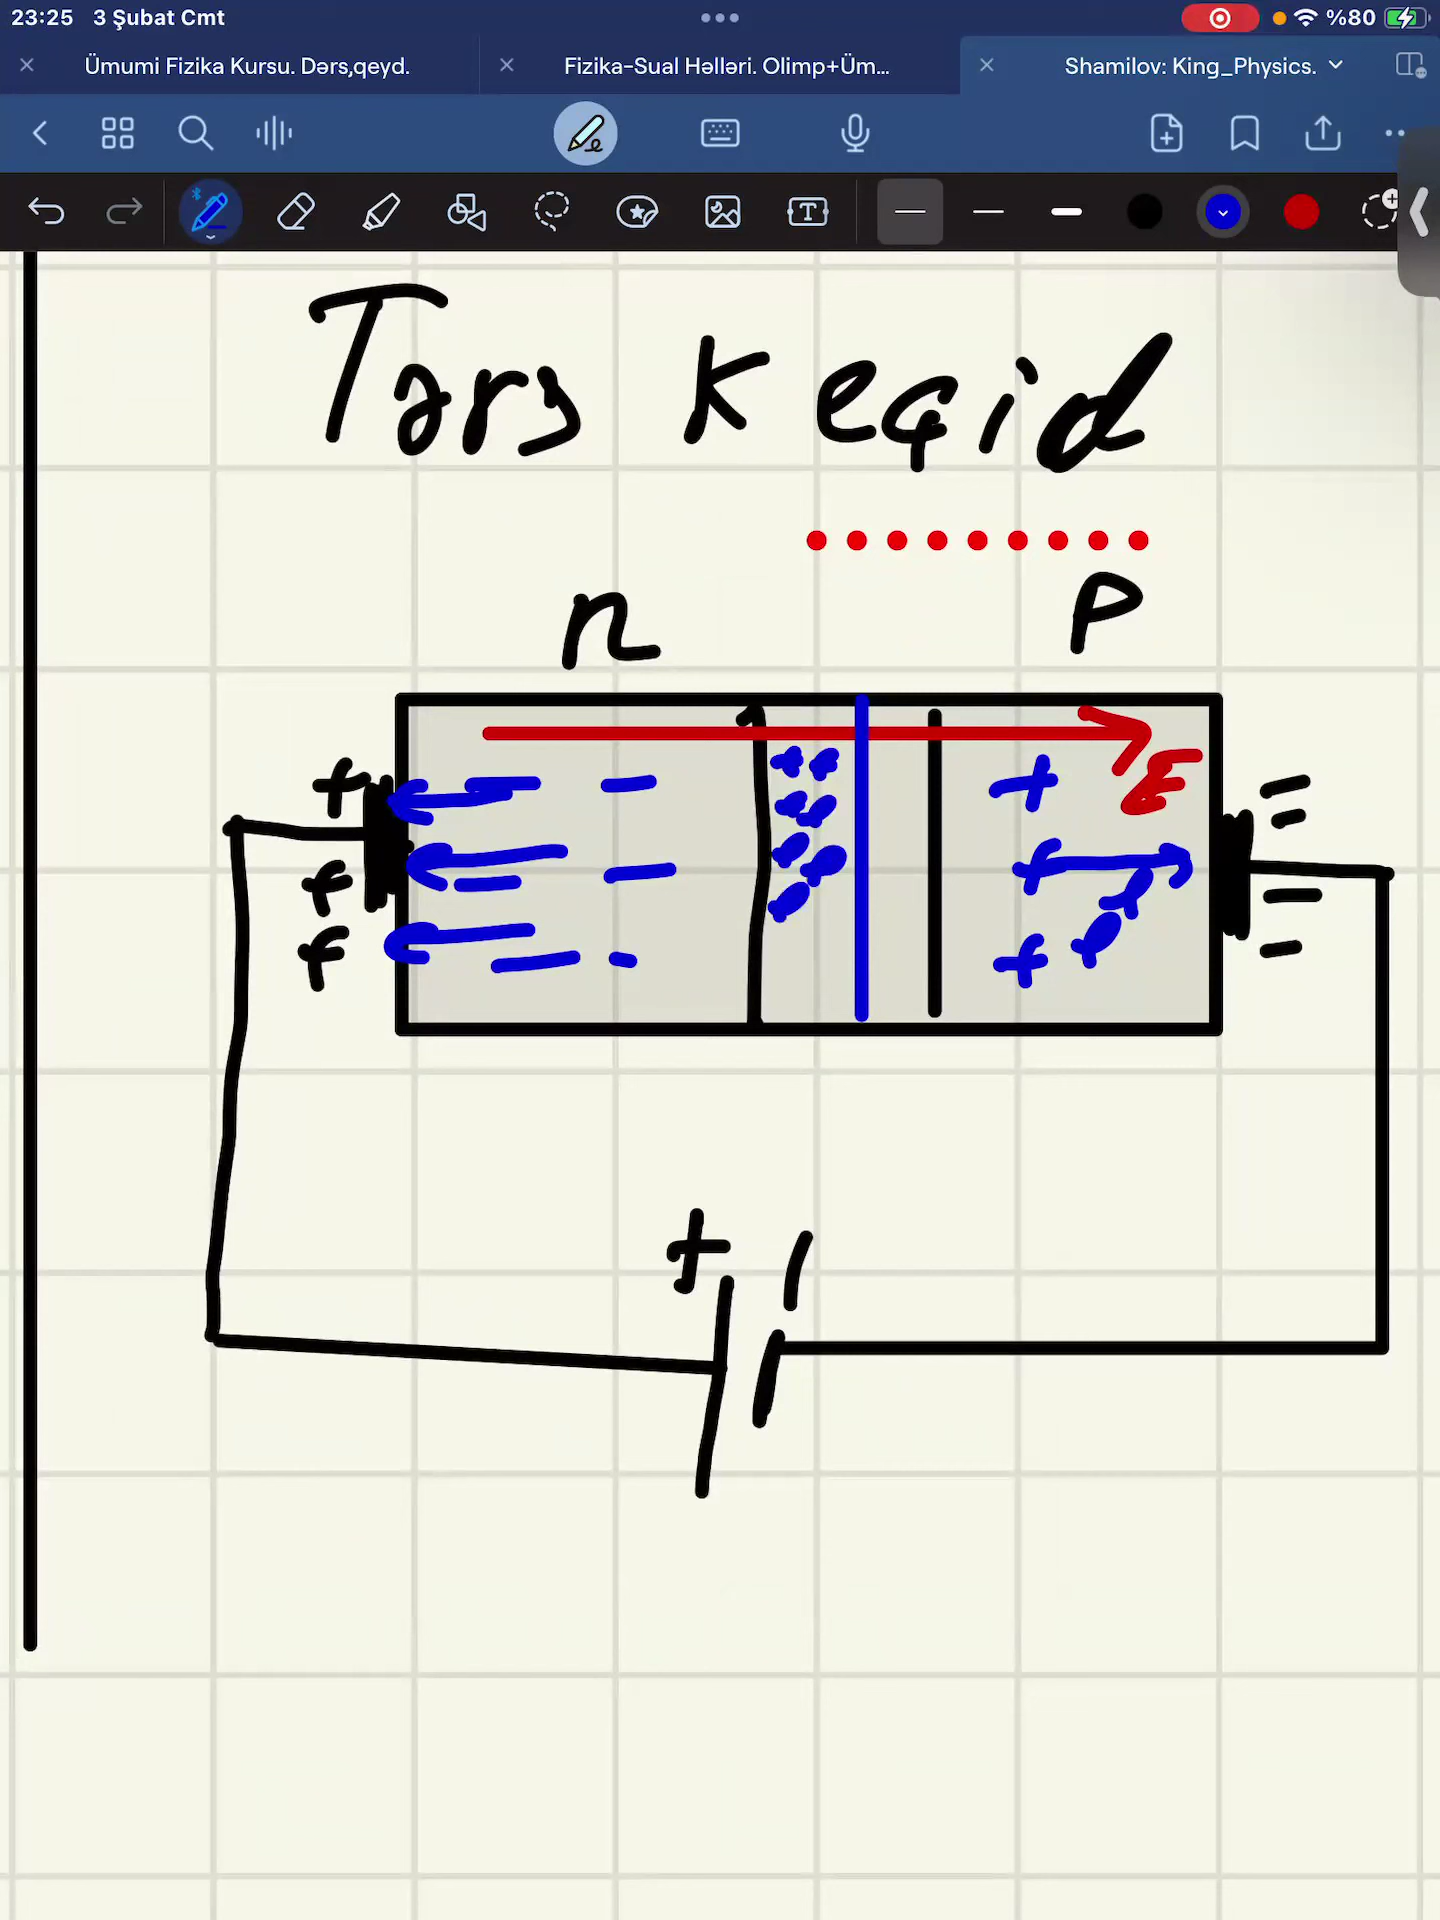 23:25 3 Şubat Cmt %80
Ümumi Fizika Kursu. Dərs,qeyd. Fizika-Sual Həlləri. Olimp+Üm... Shamilov: King_Physics.
T
Tərs keçid
n P
+ - - + E -
+ - - + -
+ - - + -
+ -